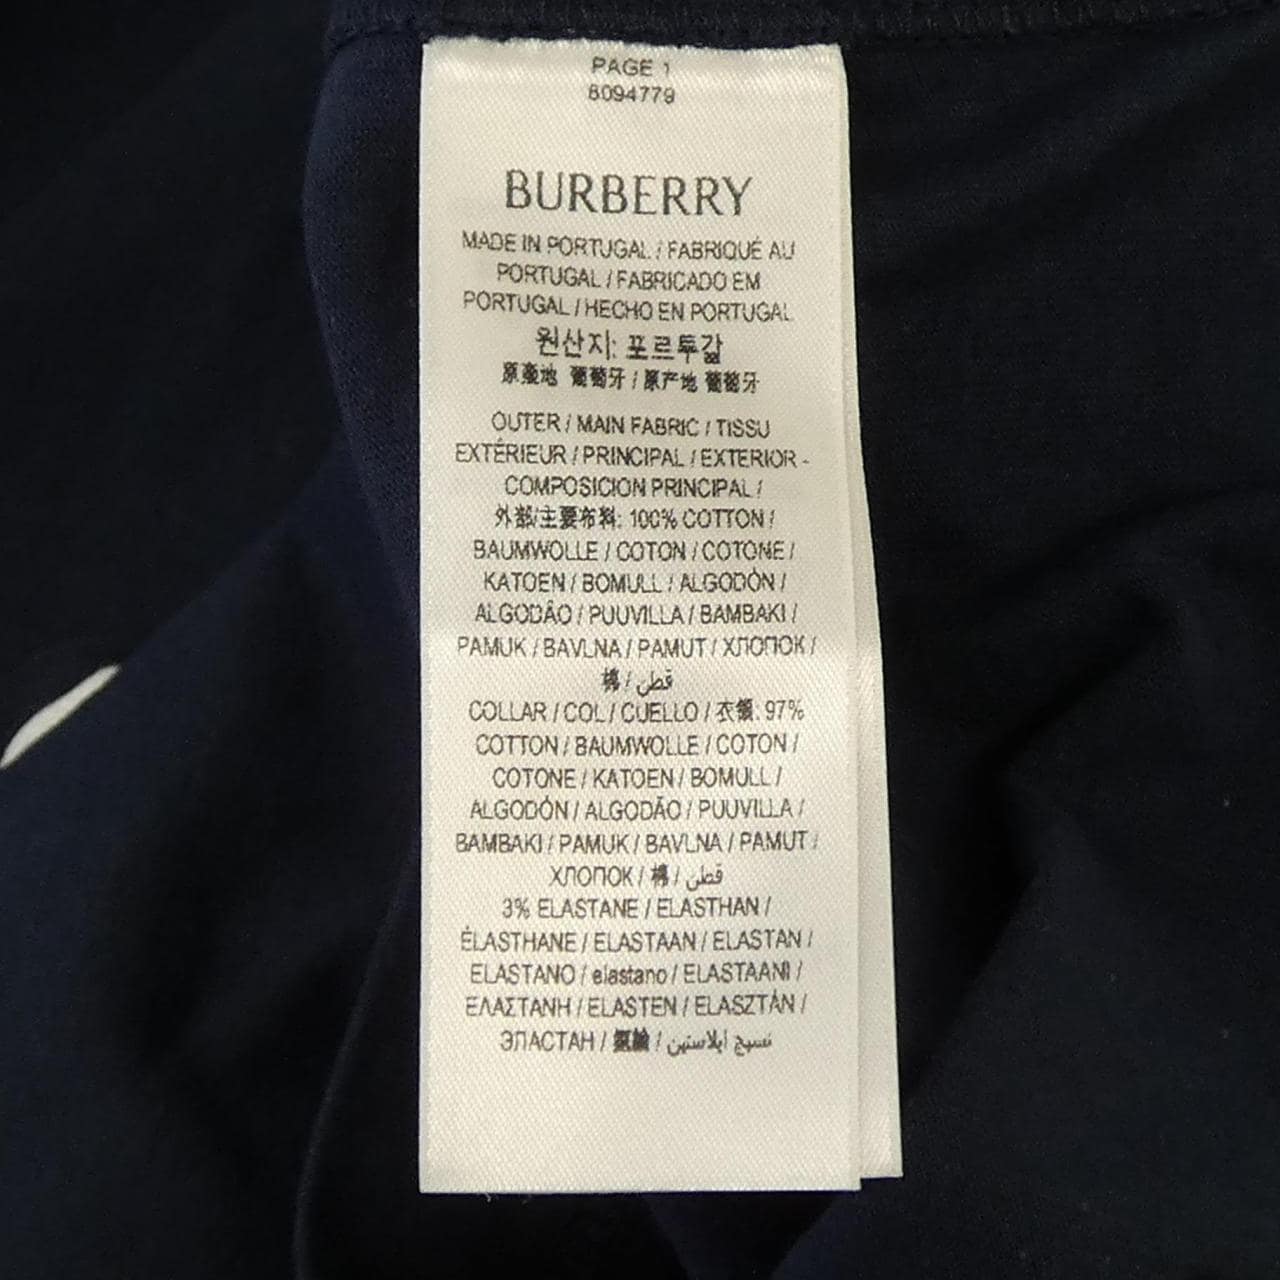 PAGE 1
8094779
BURBERRY
MADE IN PORTUGAL / FABRIQUÉ AU
PORTUGAL / FABRICADO EM
PORTUGAL / HECHO EN PORTUGAL
원산지: 포르투갈
原產地 葡萄牙 / 原产地 葡萄牙
OUTER / MAIN FABRIC / TISSU
EXTÉRIEUR / PRINCIPAL / EXTERIOR -
COMPOSICION PRINCIPAL /
外部/主要布料: 100% COTTON /
BAUMWOLLE / COTON / COTONE /
KATOEN / BOMULL / ALGODÓN /
ALGODÃO / PUUVILLA / BAMBAKI /
PAMUK / BAVLNA / PAMUT / ХЛОПОК /
棉 / قطن
COLLAR / COL / CUELLO / 衣領: 97%
COTTON / BAUMWOLLE / COTON /
COTONE / KATOEN / BOMULL /
ALGODÓN / ALGODÃO / PUUVILLA /
BAMBAKI / PAMUK / BAVLNA / PAMUT /
ХЛОПОК / 棉 / قطن
3% ELASTANE / ELASTHAN /
ÉLASTHANE / ELASTAAN / ELASTAN /
ELASTANO / elastano / ELASTAANI /
ΕΛΑΣΤΑΝΗ / ELASTEN / ELASZTÁN /
ЭЛАСТАН / 氨綸 / نسيج ايلاستين